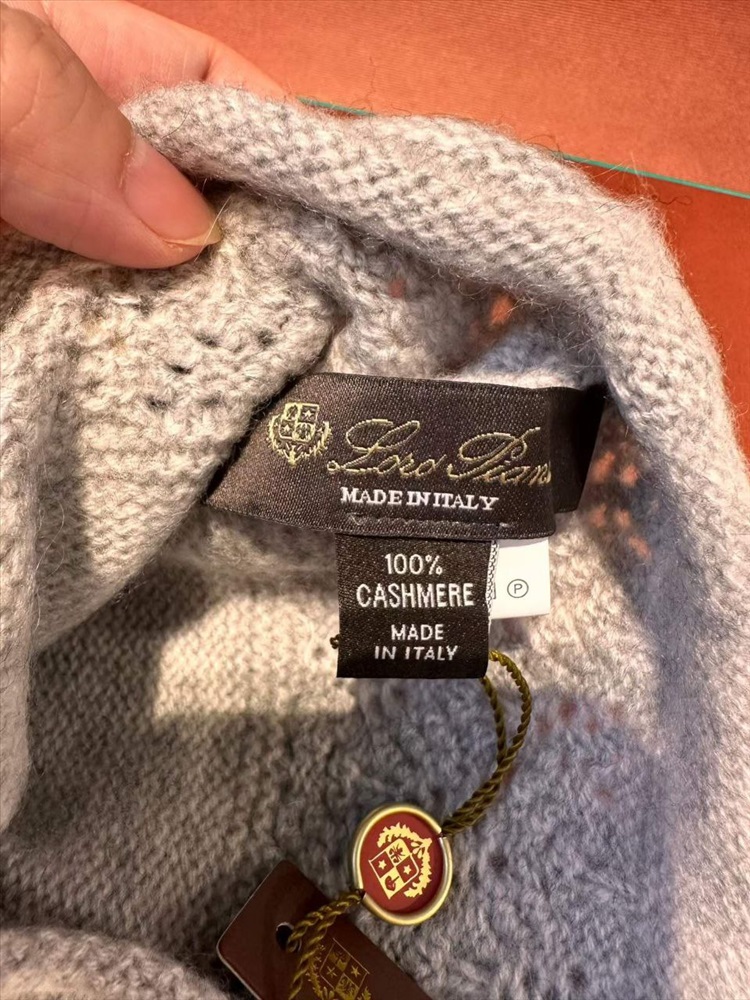 Loro Piana
MADE IN ITALY
100%
CASHMERE
MADE
IN ITALY
P